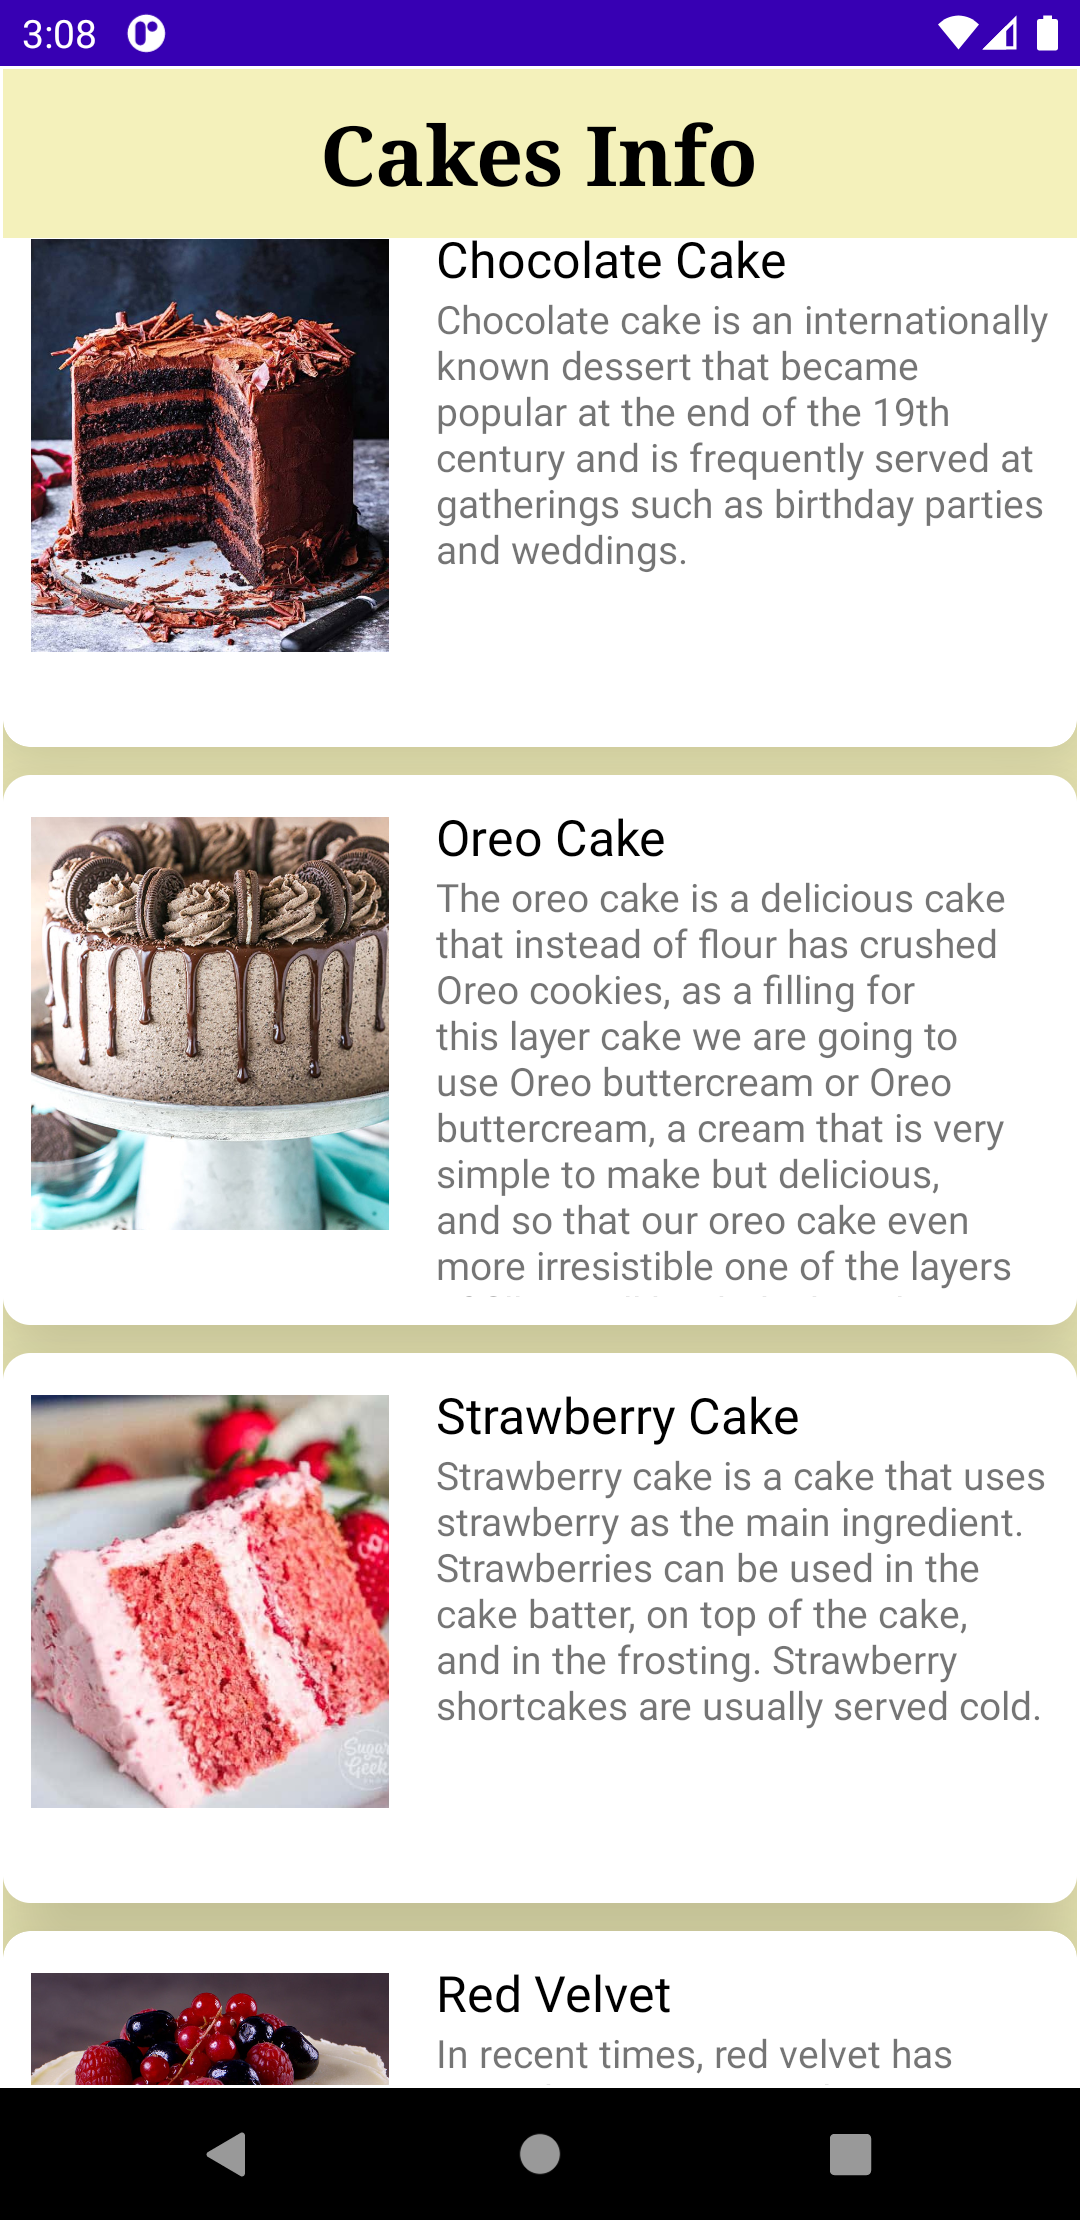 3:08
Cakes Info
Chocolate Cake
Chocolate cake is an internationally
known dessert that became
popular at the end of the 19th
century and is frequently served at
gatherings such as birthday parties
and weddings.
Oreo Cake
The oreo cake is a delicious cake
that instead of flour has crushed
Oreo cookies, as a filling for
this layer cake we are going to
use Oreo buttercream or Oreo
buttercream, a cream that is very
simple to make but delicious,
and so that our oreo cake even
more irresistible one of the layers
Strawberry Cake
Strawberry cake is a cake that uses
strawberry as the main ingredient.
Strawberries can be used in the
cake batter, on top of the cake,
and in the frosting. Strawberry
shortcakes are usually served cold.
Sugar
Geek
Red Velvet
In recent times, red velvet has